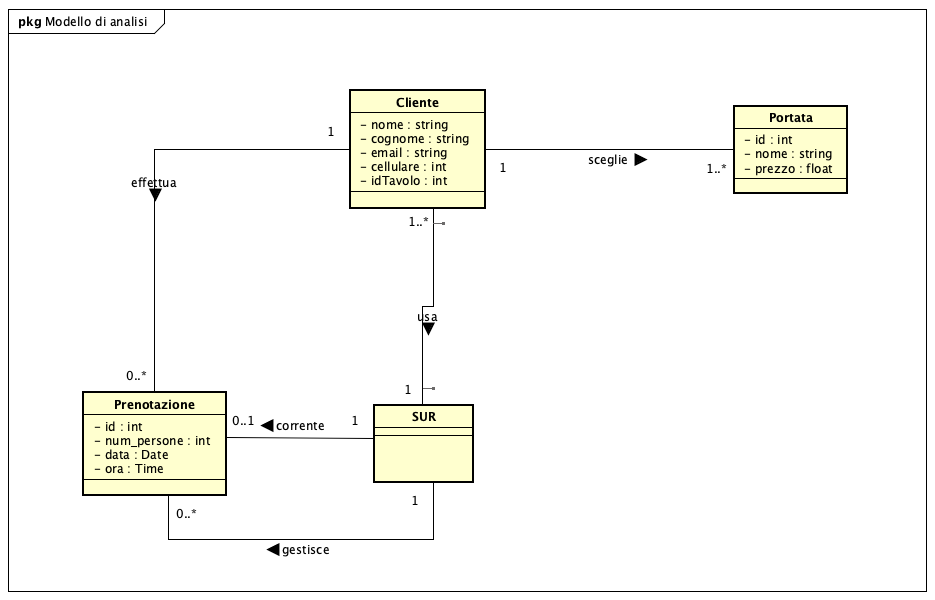 pkg Modello di analisi
Cliente
- nome : string
- cognome : string
- email : string
- cellulare : int
- idTavolo : int
Portata
- id : int
- nome : string
- prezzo : float
1
1
sceglie
1..*
effettua
1..*
usa
0..*
1
Prenotazione
- id : int
- num_persone : int
- data : Date
- ora : Time
0..1
corrente
1
SUR
0..*
1
gestisce